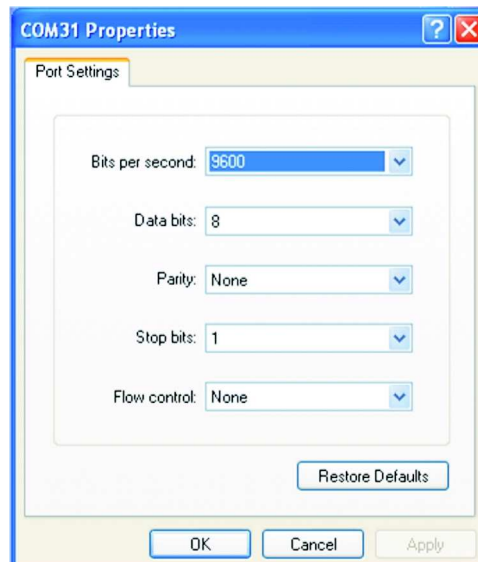 COM31 Properties
Port Settings
Bits per second: 9600
Data bits: 8
Parity: None
Stop bits: 1
Flow control: None
Restore Defaults
OK Cancel Apply